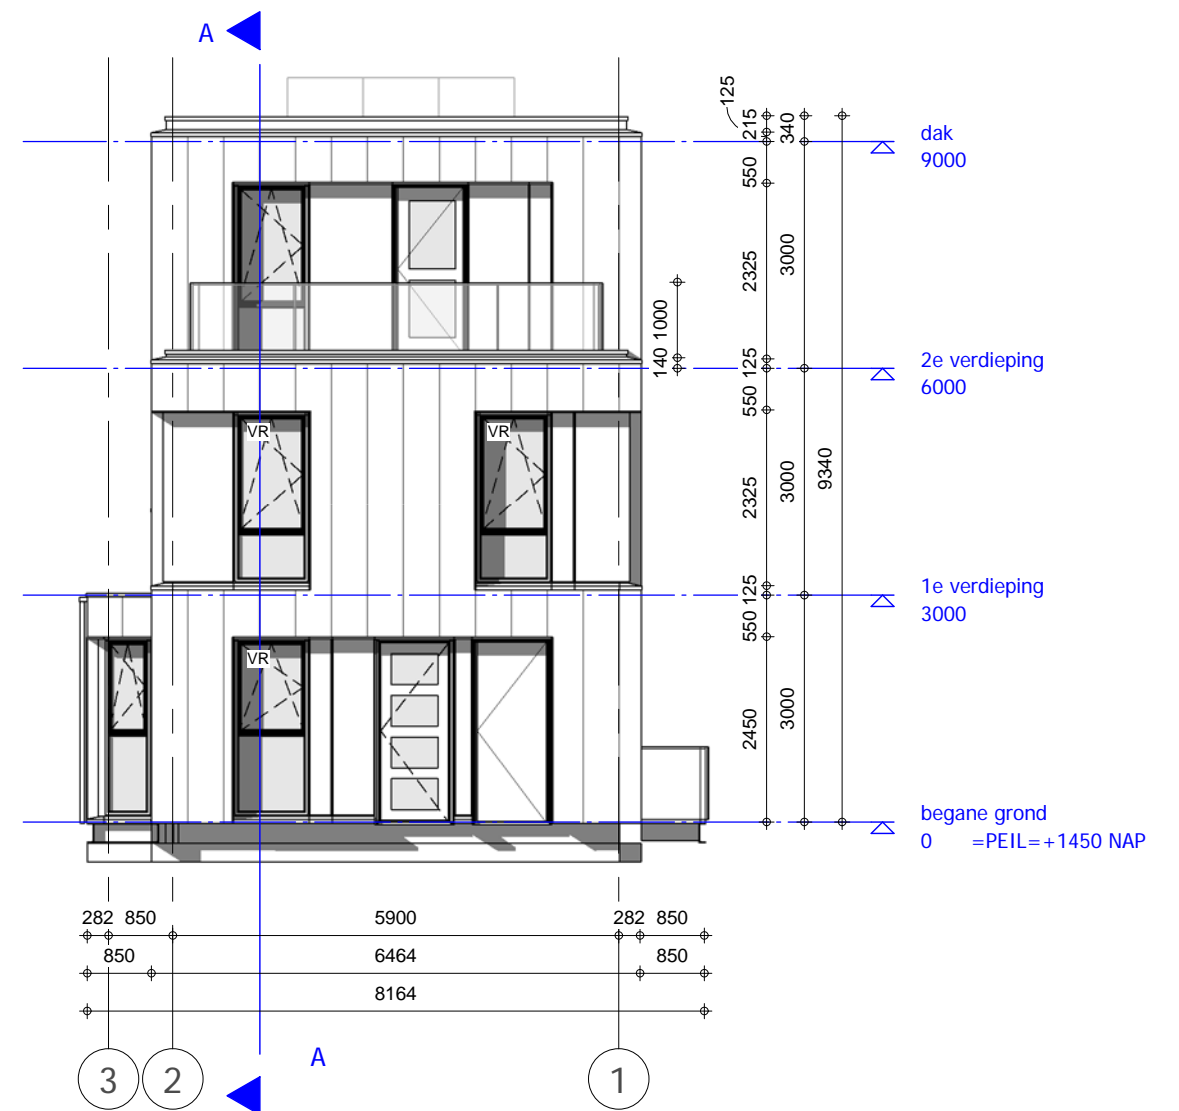 A
125
215
340
dak
9000
550
2325
3000
1000
140
125
2e verdieping
6000
550
VR
VR
9340
2325
3000
125
1e verdieping
3000
550
VR
2450
3000
begane grond
0 =PEIL=+1450 NAP
282 850 5900 282 850
850 6464 850
8164
A
3 2 1